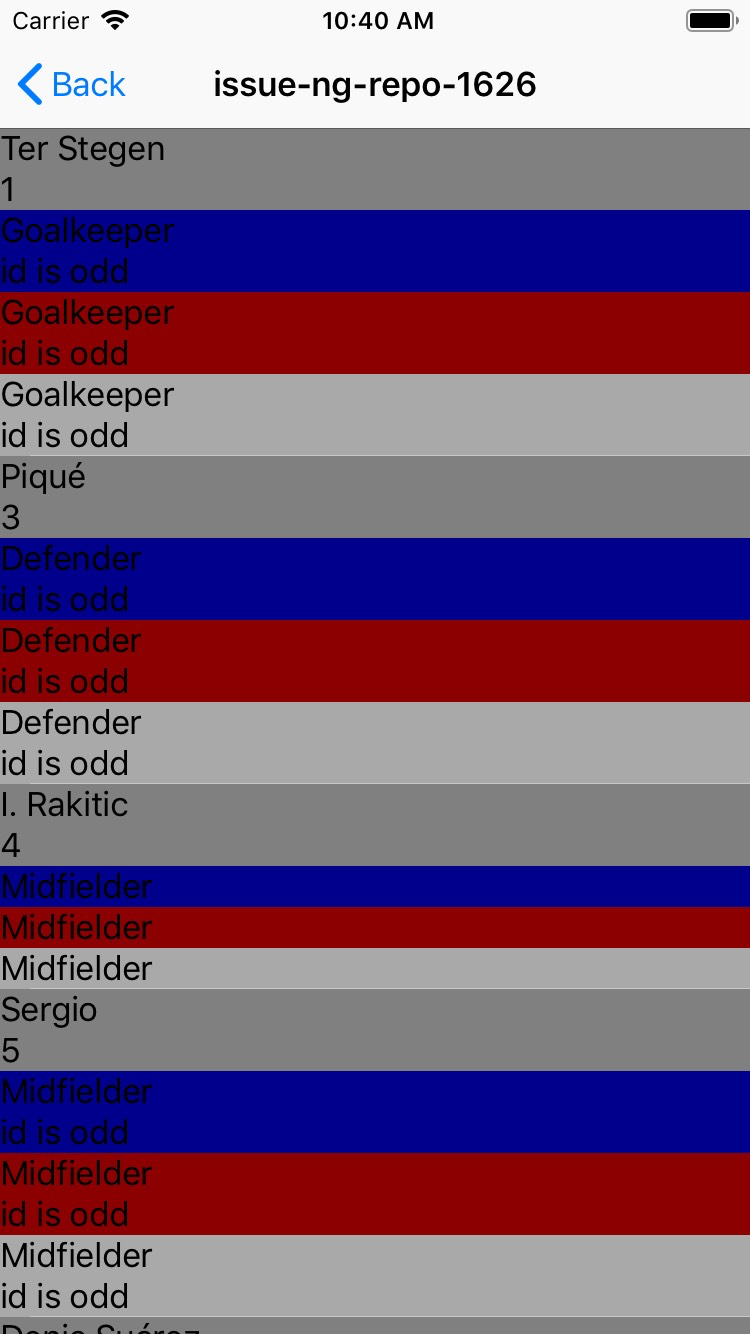 Carrier 10:40 AM
Back issue-ng-repo-1626
Ter Stegen
1
Goalkeeper
id is odd
Goalkeeper
id is odd
Goalkeeper
id is odd
Piqué
3
Defender
id is odd
Defender
id is odd
Defender
id is odd
I. Rakitic
4
Midfielder
Midfielder
Midfielder
Sergio
5
Midfielder
id is odd
Midfielder
id is odd
Midfielder
id is odd
Denis Suárez